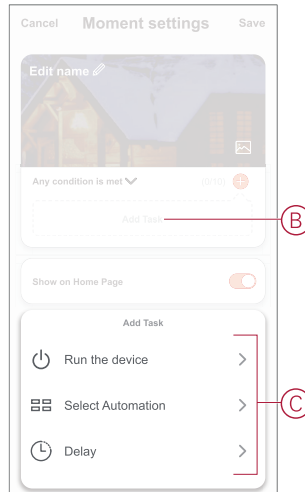 Cancel Moment settings Save
Edit name
Any condition is met (0/10)
Add Task
B
Show on Home Page
Add Task
Run the device
Select Automation
C
Delay